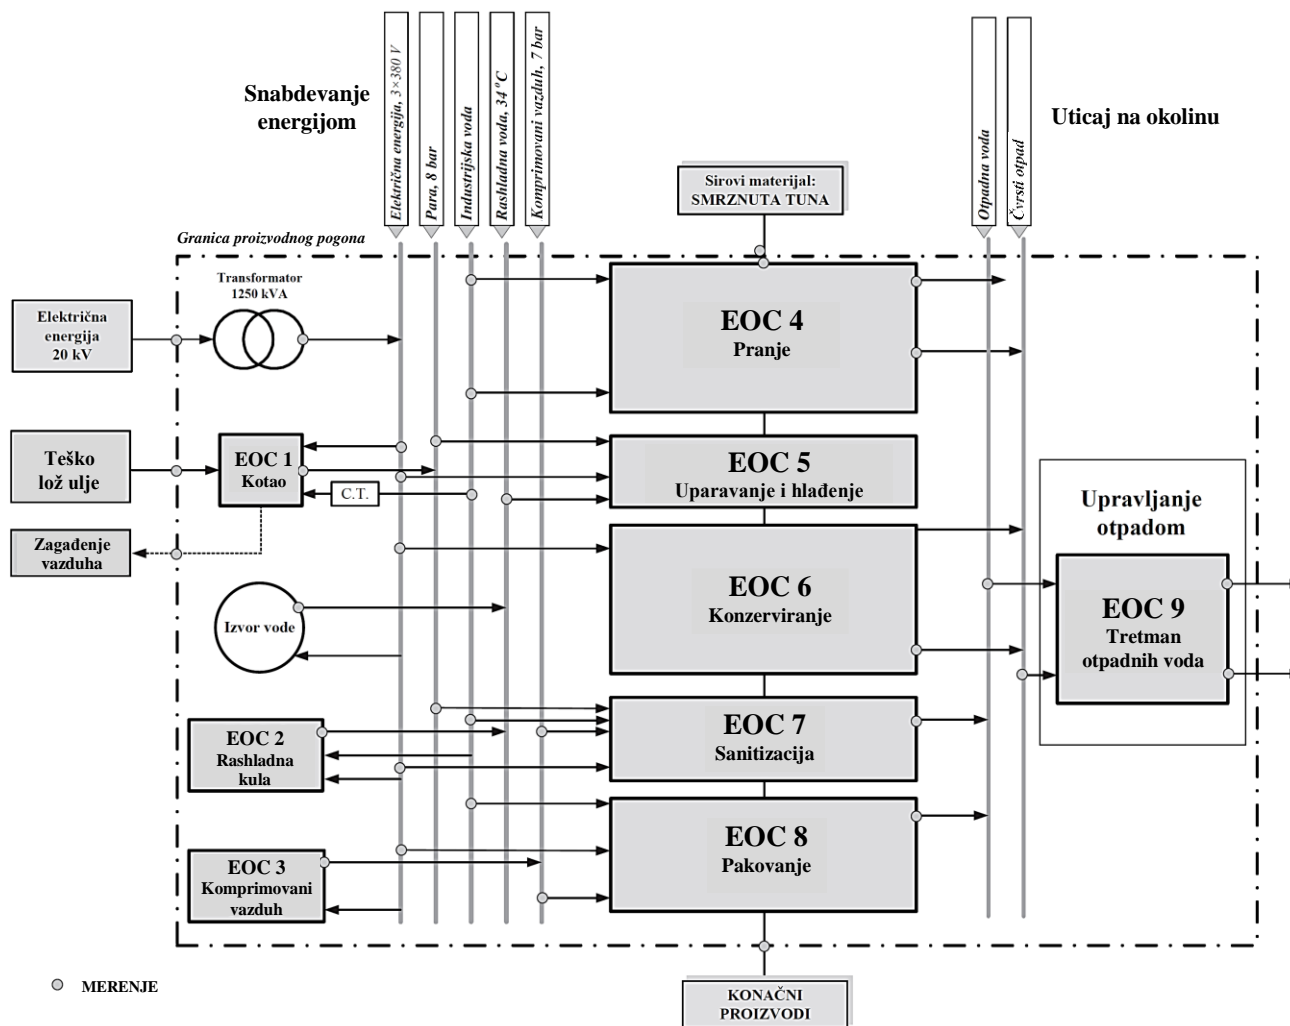 Snabdevanje
energijom
Električna energija, 3×380 V
Para, 8 bar
Industrijska voda
Rashladna voda, 34 °C
Komprimovani vazduh, 7 bar
Otpadna voda
Čvrsti otpad
Uticaj na okolinu
Sirovi materijal:
SMRZNUTA TUNA
Granica proizvodnog pogona
Transformator
1250 kVA
Električna
energija
20 kV
EOC 4
Pranje
Teško
lož ulje
EOC 1
Kotao
C.T.
EOC 5
Uparavanje i hlađenje
Zagađenje
vazduha
Upravljanje
otpadom
EOC 6
Konzerviranje
EOC 9
Tretman
otpadnih voda
Izvor vode
EOC 2
Rashladna
kula
EOC 7
Sanitizacija
EOC 8
Pakovanje
EOC 3
Komprimovani
vazduh
MERENJE
KONAČNI
PROIZVODI